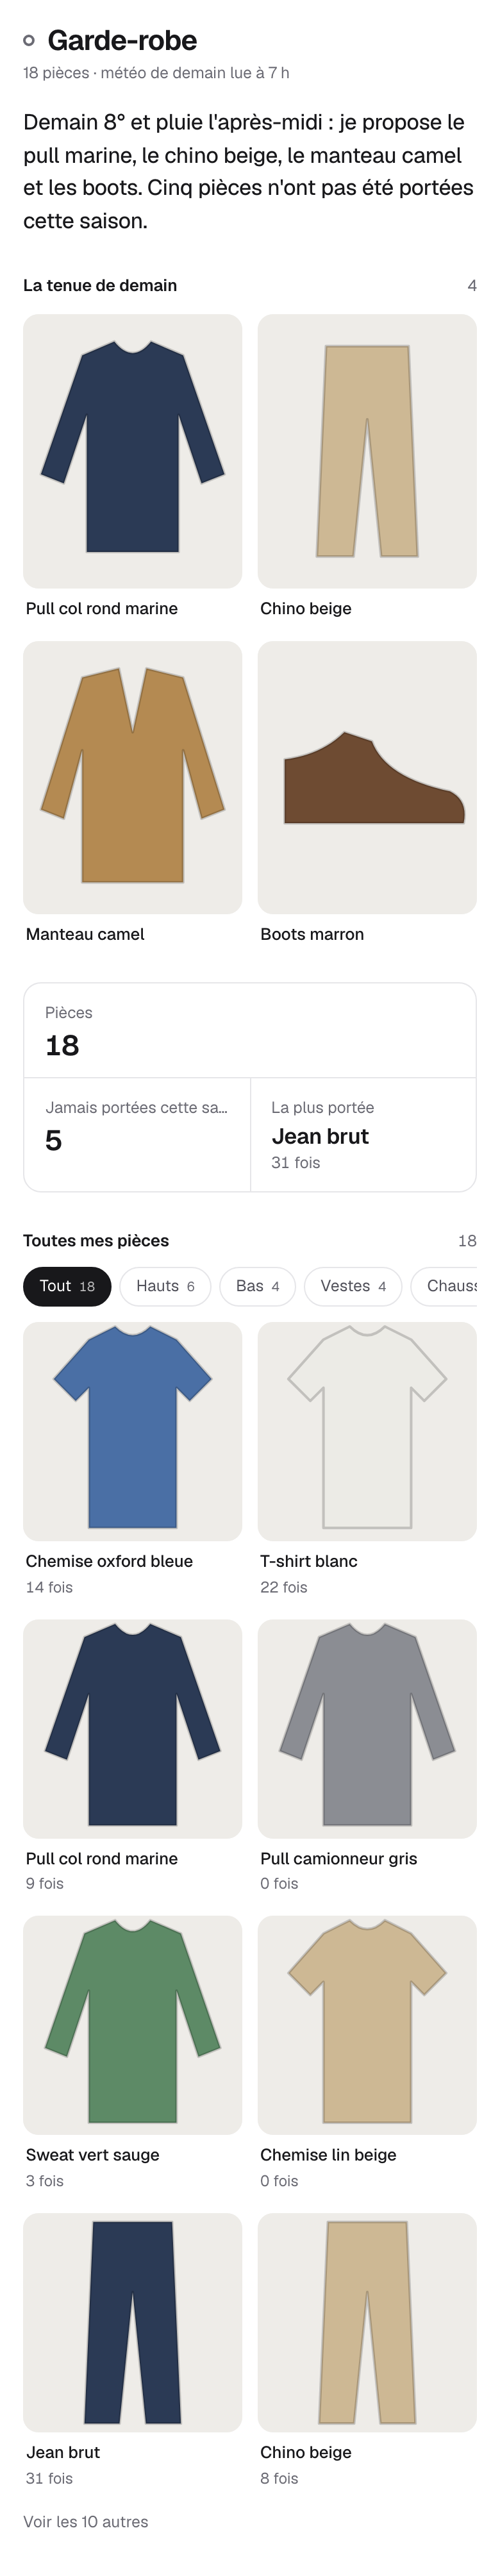 Garde-robe
18 pièces · météo de demain lue à 7 h
Demain 8° et pluie l'après-midi : je propose le
pull marine, le chino beige, le manteau camel
et les boots. Cinq pièces n'ont pas été portées
cette saison.
La tenue de demain 4
Pull col rond marine
Chino beige
Manteau camel
Boots marron
Pièces
18
Jamais portées cette sa…
5
La plus portée
Jean brut
31 fois
Toutes mes pièces 18
Tout 18 Hauts 6 Bas 4 Vestes 4 Chauss
Chemise oxford bleue
14 fois
T-shirt blanc
22 fois
Pull col rond marine
9 fois
Pull camionneur gris
0 fois
Sweat vert sauge
3 fois
Chemise lin beige
0 fois
Jean brut
31 fois
Chino beige
8 fois
Voir les 10 autres